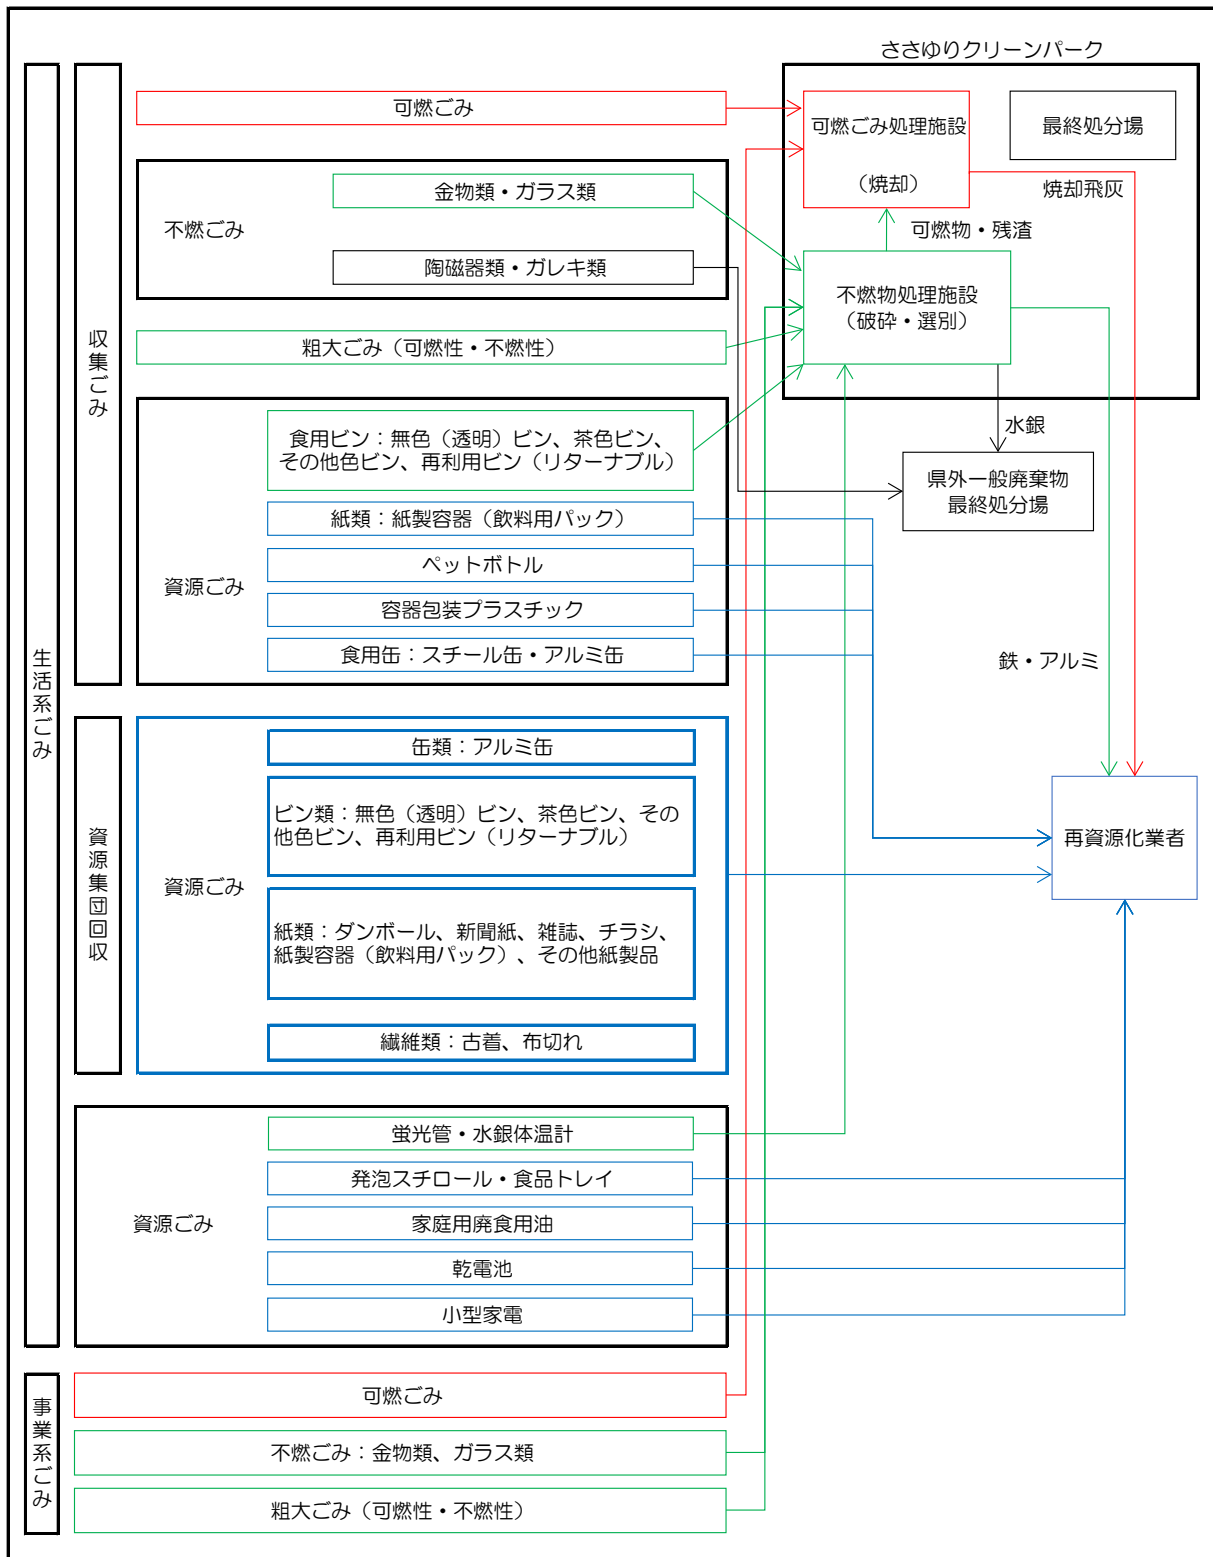 ささゆりクリーンパーク
生活系ごみ
収集ごみ
可燃ごみ
可燃ごみ処理施設
（焼却）
最終処分場
焼却飛灰
不燃ごみ
金物類・ガラス類
陶磁器類・ガレキ類
可燃物・残渣
不燃物処理施設
（破砕・選別）
粗大ごみ（可燃性・不燃性）
水銀
県外一般廃棄物
最終処分場
資源ごみ
食用ビン：無色（透明）ビン、茶色ビン、
その他色ビン、再利用ビン（リターナブル）
紙類：紙製容器（飲料用パック）
ペットボトル
容器包装プラスチック
食用缶：スチール缶・アルミ缶
鉄・アルミ
資源集団回収
資源ごみ
缶類：アルミ缶
ビン類：無色（透明）ビン、茶色ビン、その
他色ビン、再利用ビン（リターナブル）
紙類：ダンボール、新聞紙、雑誌、チラシ、
紙製容器（飲料用パック）、その他紙製品
繊維類：古着、布切れ
再資源化業者
資源ごみ
蛍光管・水銀体温計
発泡スチロール・食品トレイ
家庭用廃食用油
乾電池
小型家電
事業系ごみ
可燃ごみ
不燃ごみ：金物類、ガラス類
粗大ごみ（可燃性・不燃性）